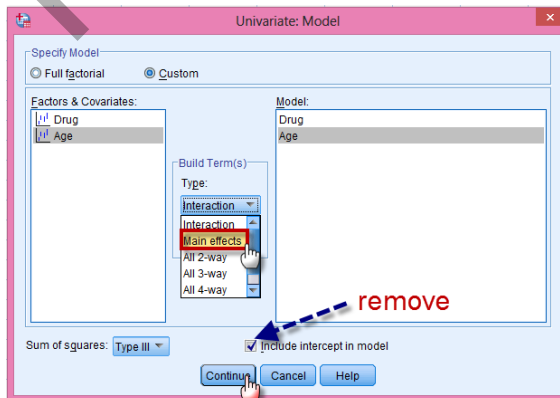 Univariate: Model
Specify Model
Full factorial Custom
Factors & Covariates:
Drug
Age
Build Term(s)
Type:
Interaction
Interaction
Main effects
All 2-way
All 3-way
All 4-way
Model:
Drug
Age
remove
Sum of squares: Type III Include intercept in model
Continue Cancel Help